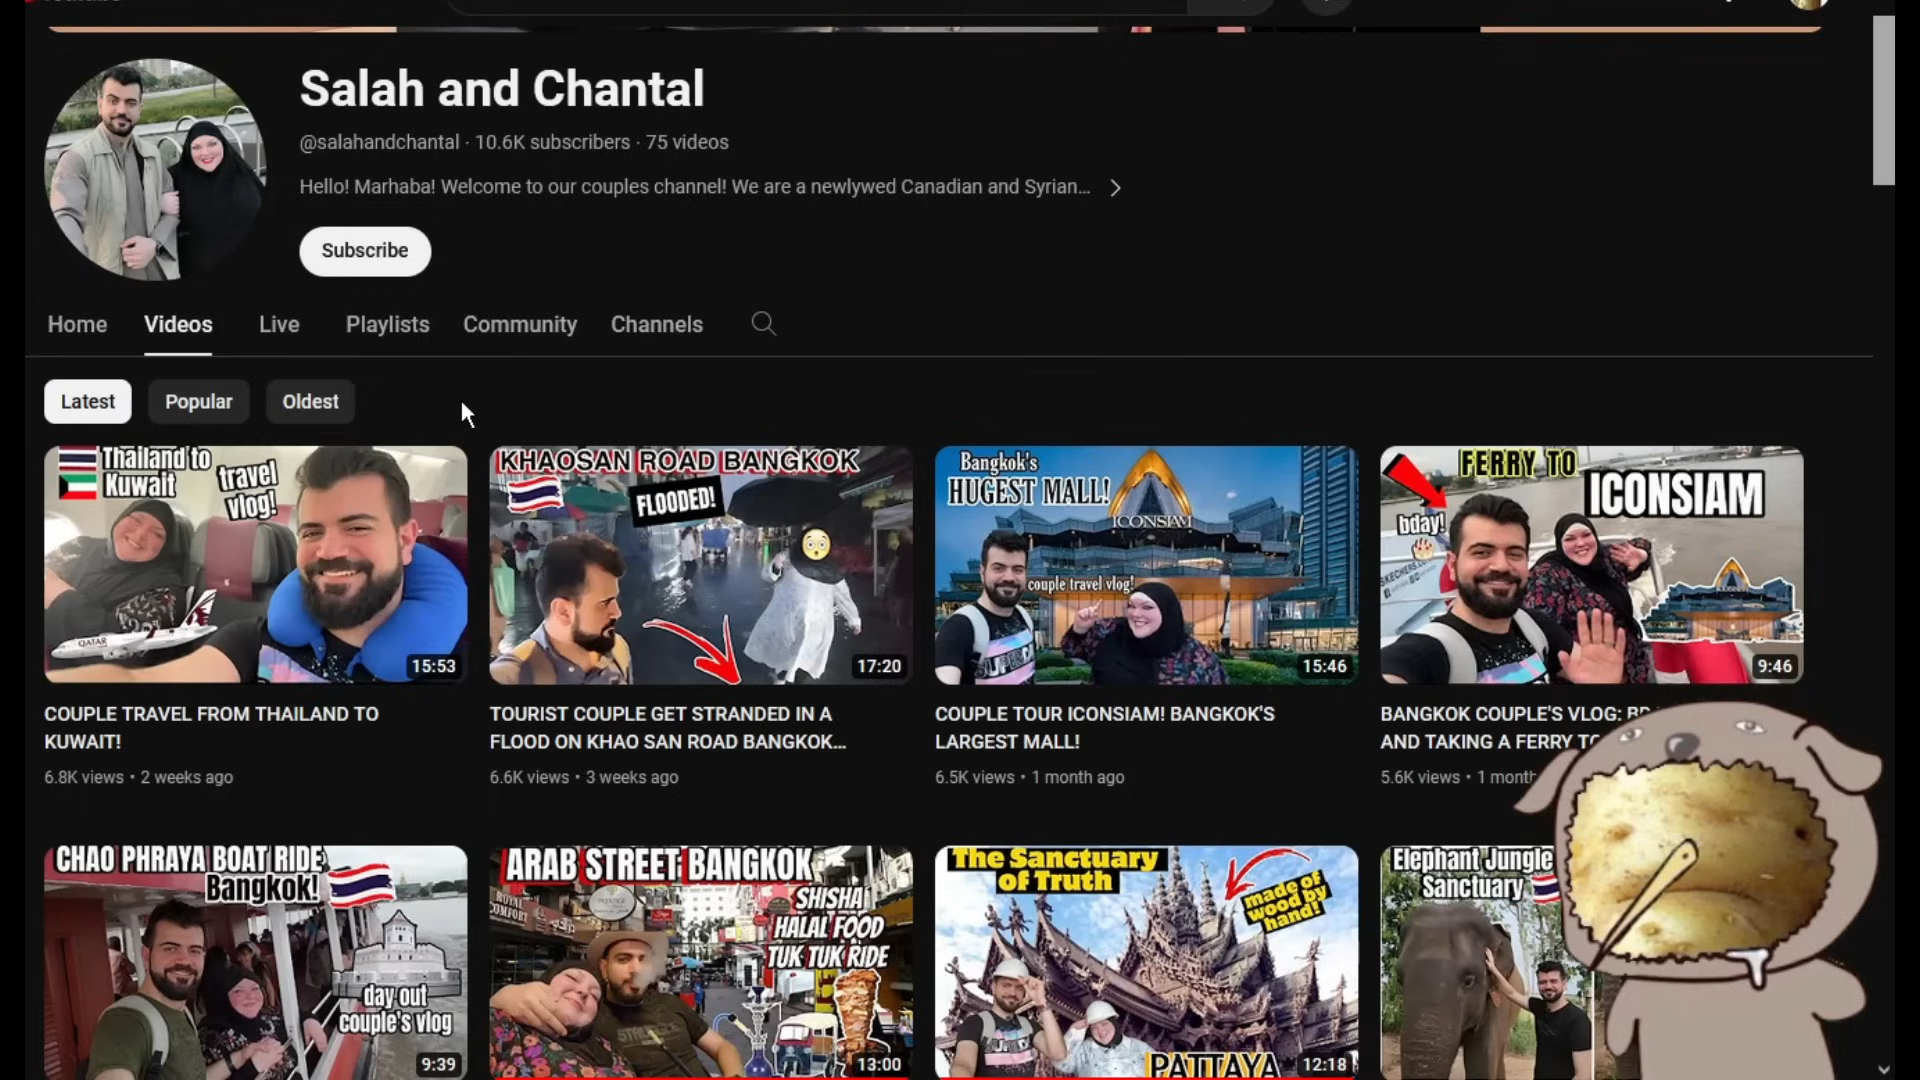 Salah and Chantal
@salahandchantal · 10.6K subscribers · 75 videos
Hello! Marhaba! Welcome to our couples channel! We are a newlywed Canadian and Syrian...
Subscribe
Home Videos Live Playlists Community Channels
Latest Popular Oldest
Thailand to
Kuwait
travel
vlog!
QATAR
15:53
KHAOSAN ROAD BANGKOK
FLOODED!
17:20
Bangkok's
HUGEST MALL!
ICONSIAM
couple travel vlog!
15:46
FERRY TO
ICONSIAM
bday!
9:46
COUPLE TRAVEL FROM THAILAND TO
KUWAIT!
6.8K views • 2 weeks ago
TOURIST COUPLE GET STRANDED IN A
FLOOD ON KHAO SAN ROAD BANGKOK...
6.6K views • 3 weeks ago
COUPLE TOUR ICONSIAM! BANGKOK'S
LARGEST MALL!
6.5K views • 1 month ago
BANGKOK COUPLE'S VLOG:
AND TAKING A FERRY TO
5.6K views • 1 month
CHAO PHRAYA BOAT RIDE
Bangkok!
day out
couple's vlog
9:39
ARAB STREET BANGKOK
SHISHA
HALAL FOOD
TUK TUK RIDE
13:00
The Sanctuary
of Truth
made of
wood by
hand!
PATTAYA
12:18
Elephant Jungle
Sanctuary